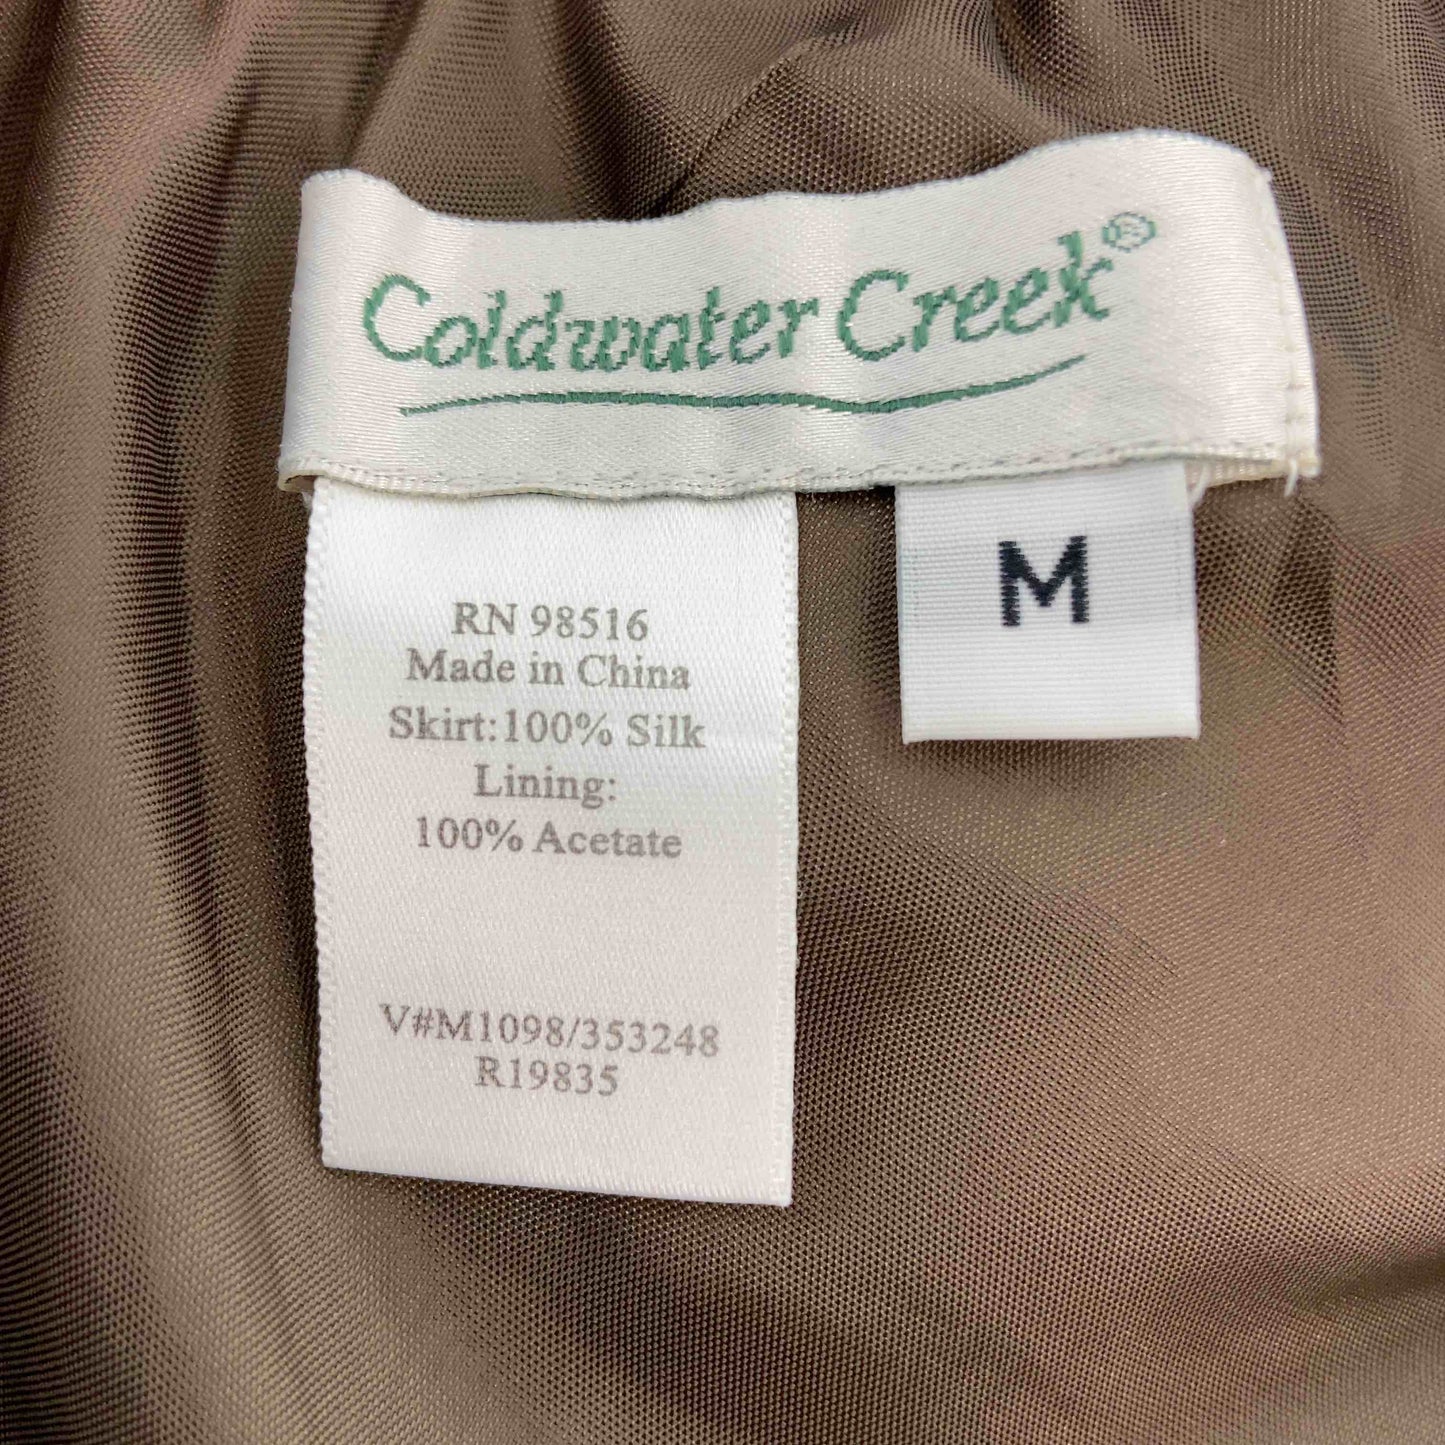 Coldwater Creek®
M
RN 98516
Made in China
Skirt:100% Silk
Lining:
100% Acetate
V#M1098/353248
R19835